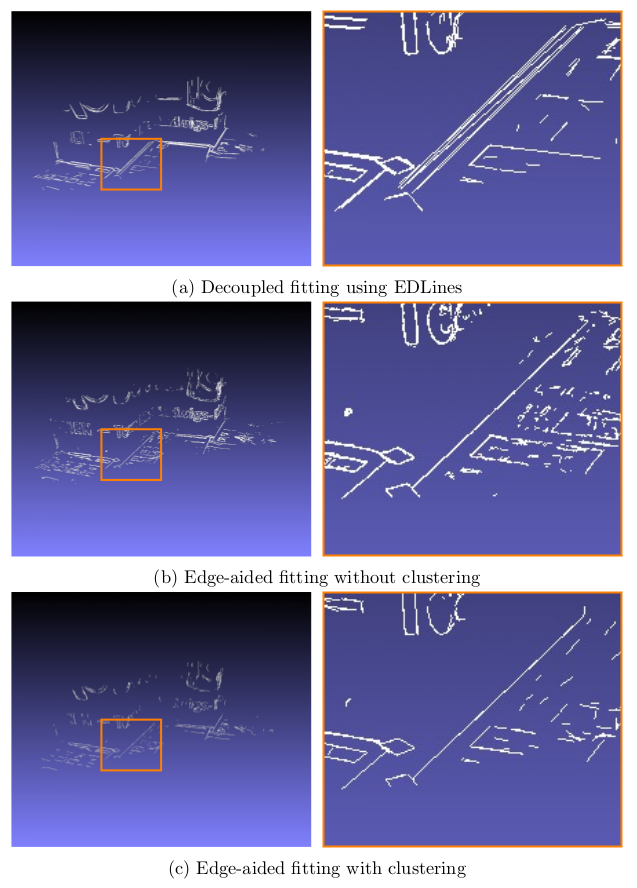 (a) Decoupled fitting using EDLines
(b) Edge-aided fitting without clustering
(c) Edge-aided fitting with clustering